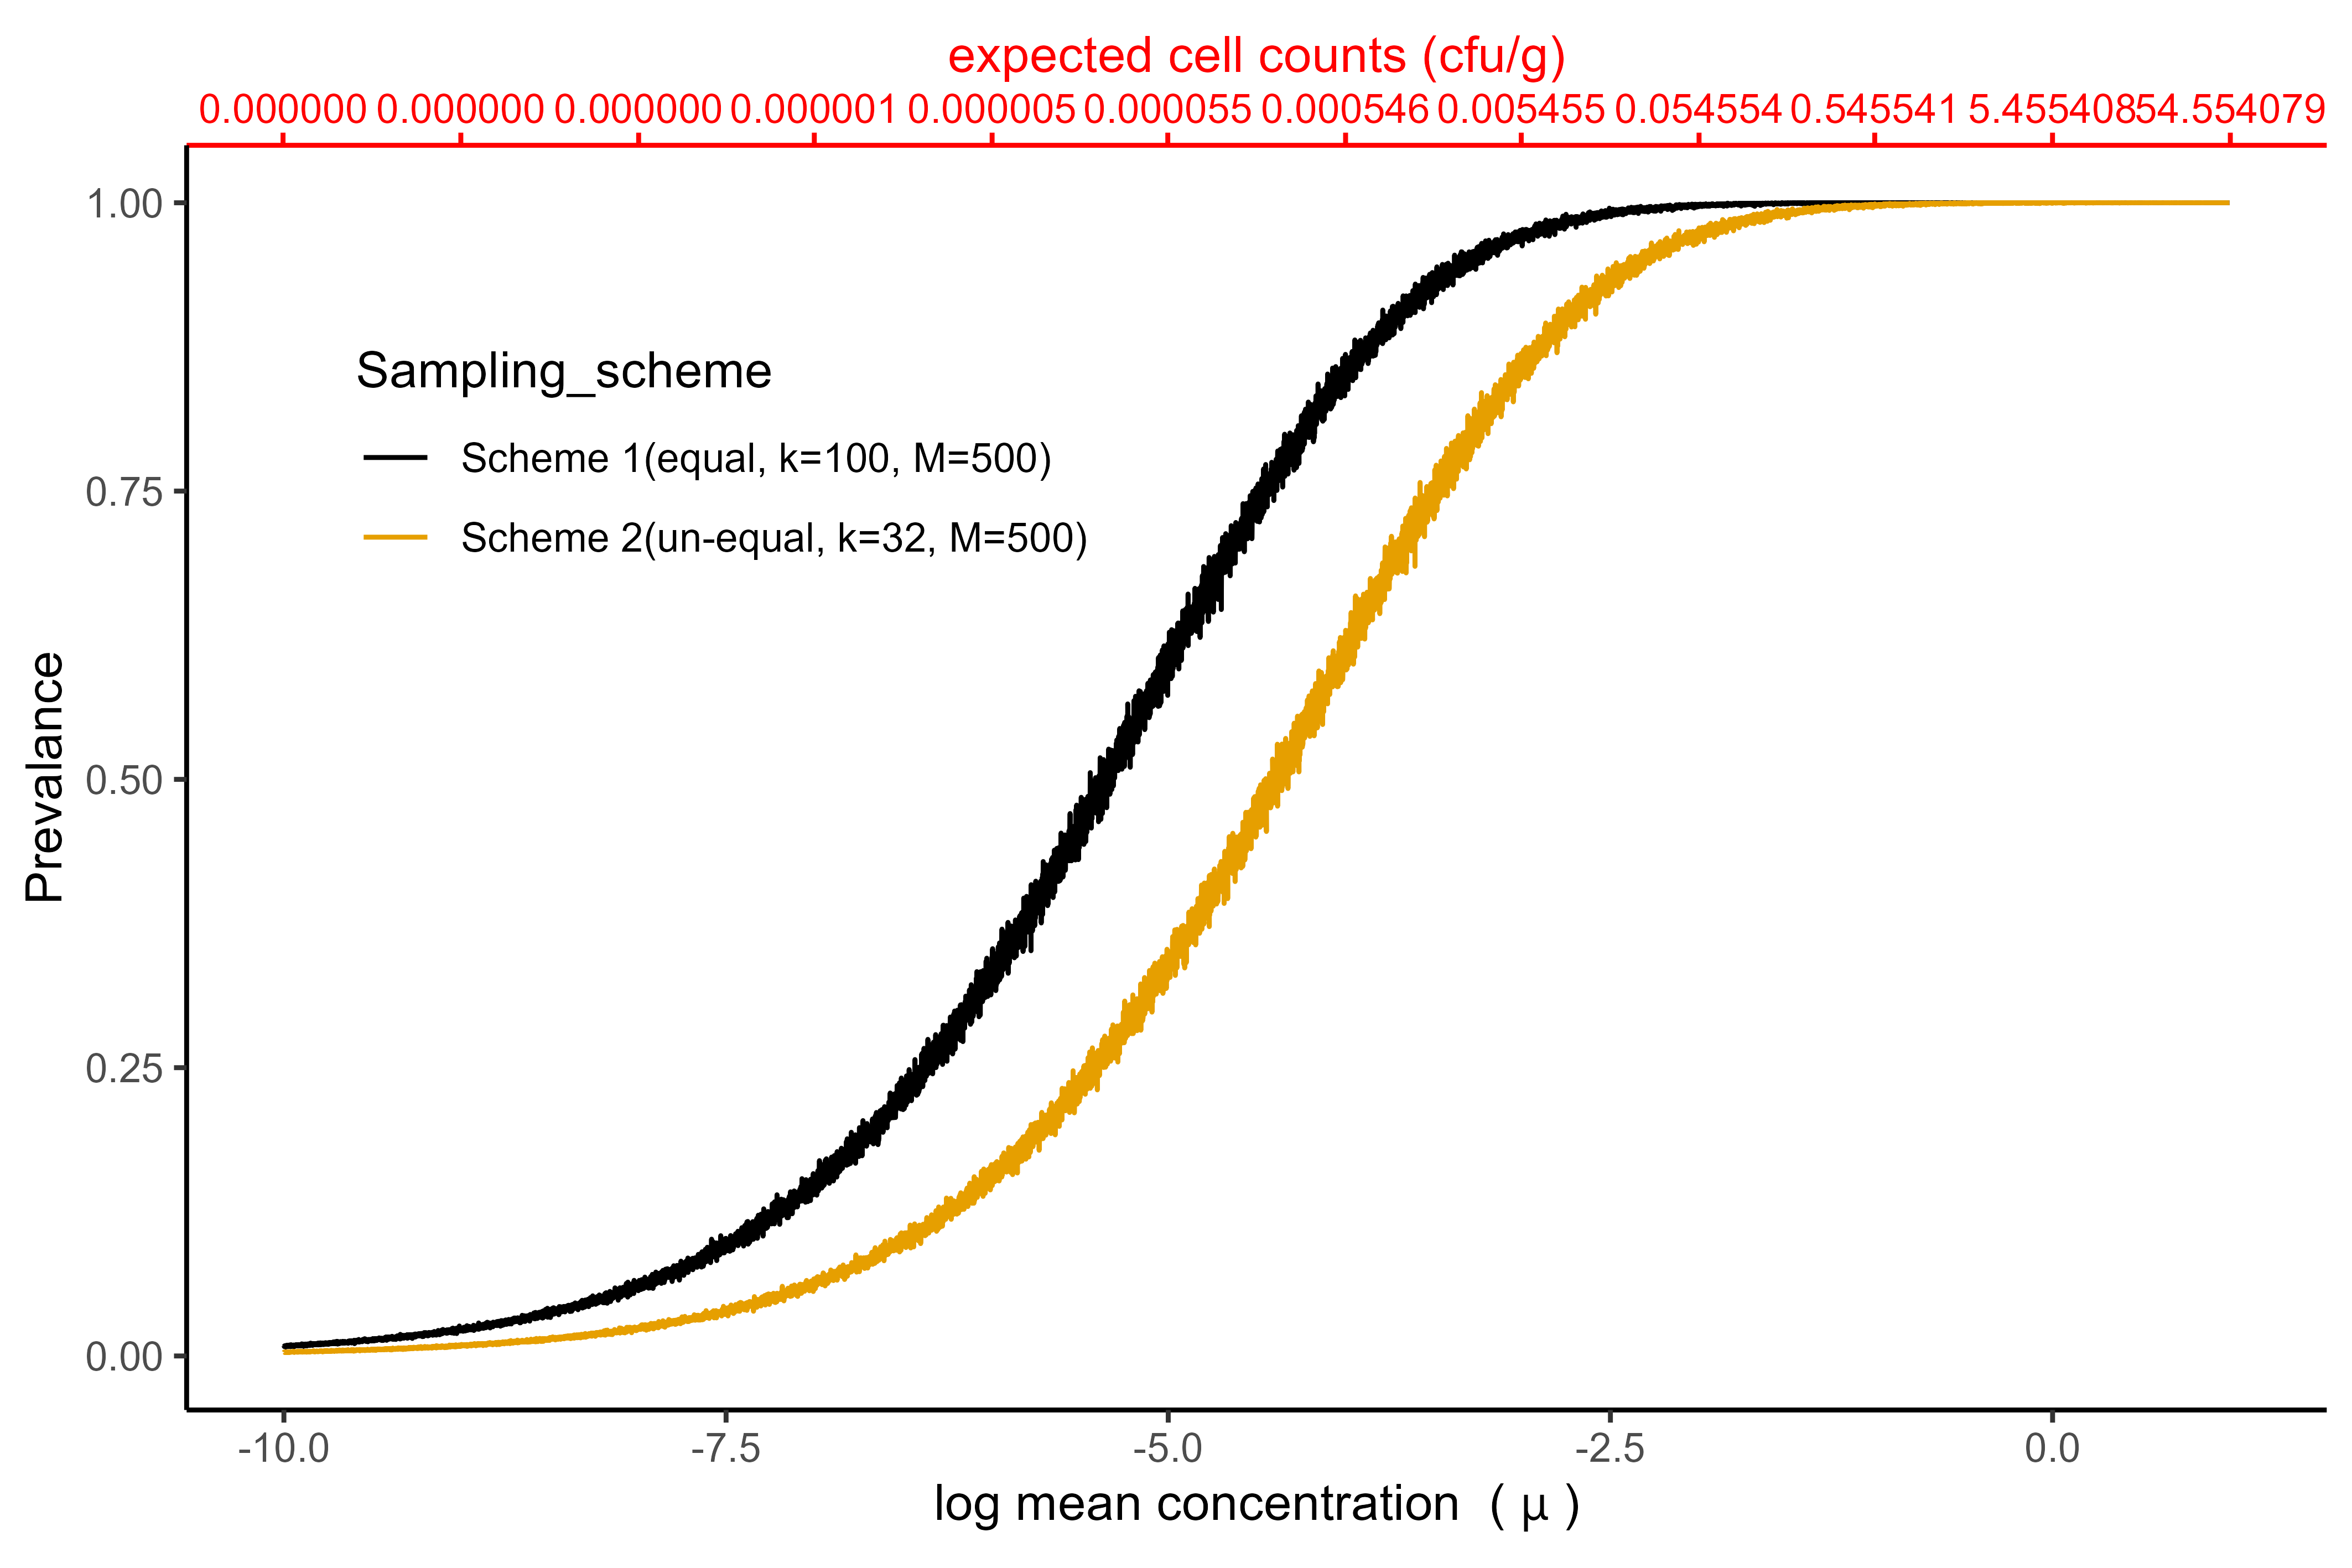 expected cell counts (cfu/g)
0.000000 0.000000 0.000000 0.000001 0.000005 0.000055 0.000546 0.005455 0.054554 0.545541 5.455408 54.554079
1.00
Sampling_scheme
Scheme 1(equal, k=100, M=500)
0.75
Scheme 2(un-equal, k=32, M=500)
Prevalance
0.50
0.25
0.00
-10.0 -7.5 -5.0 -2.5 0.0
log mean concentration ( μ )